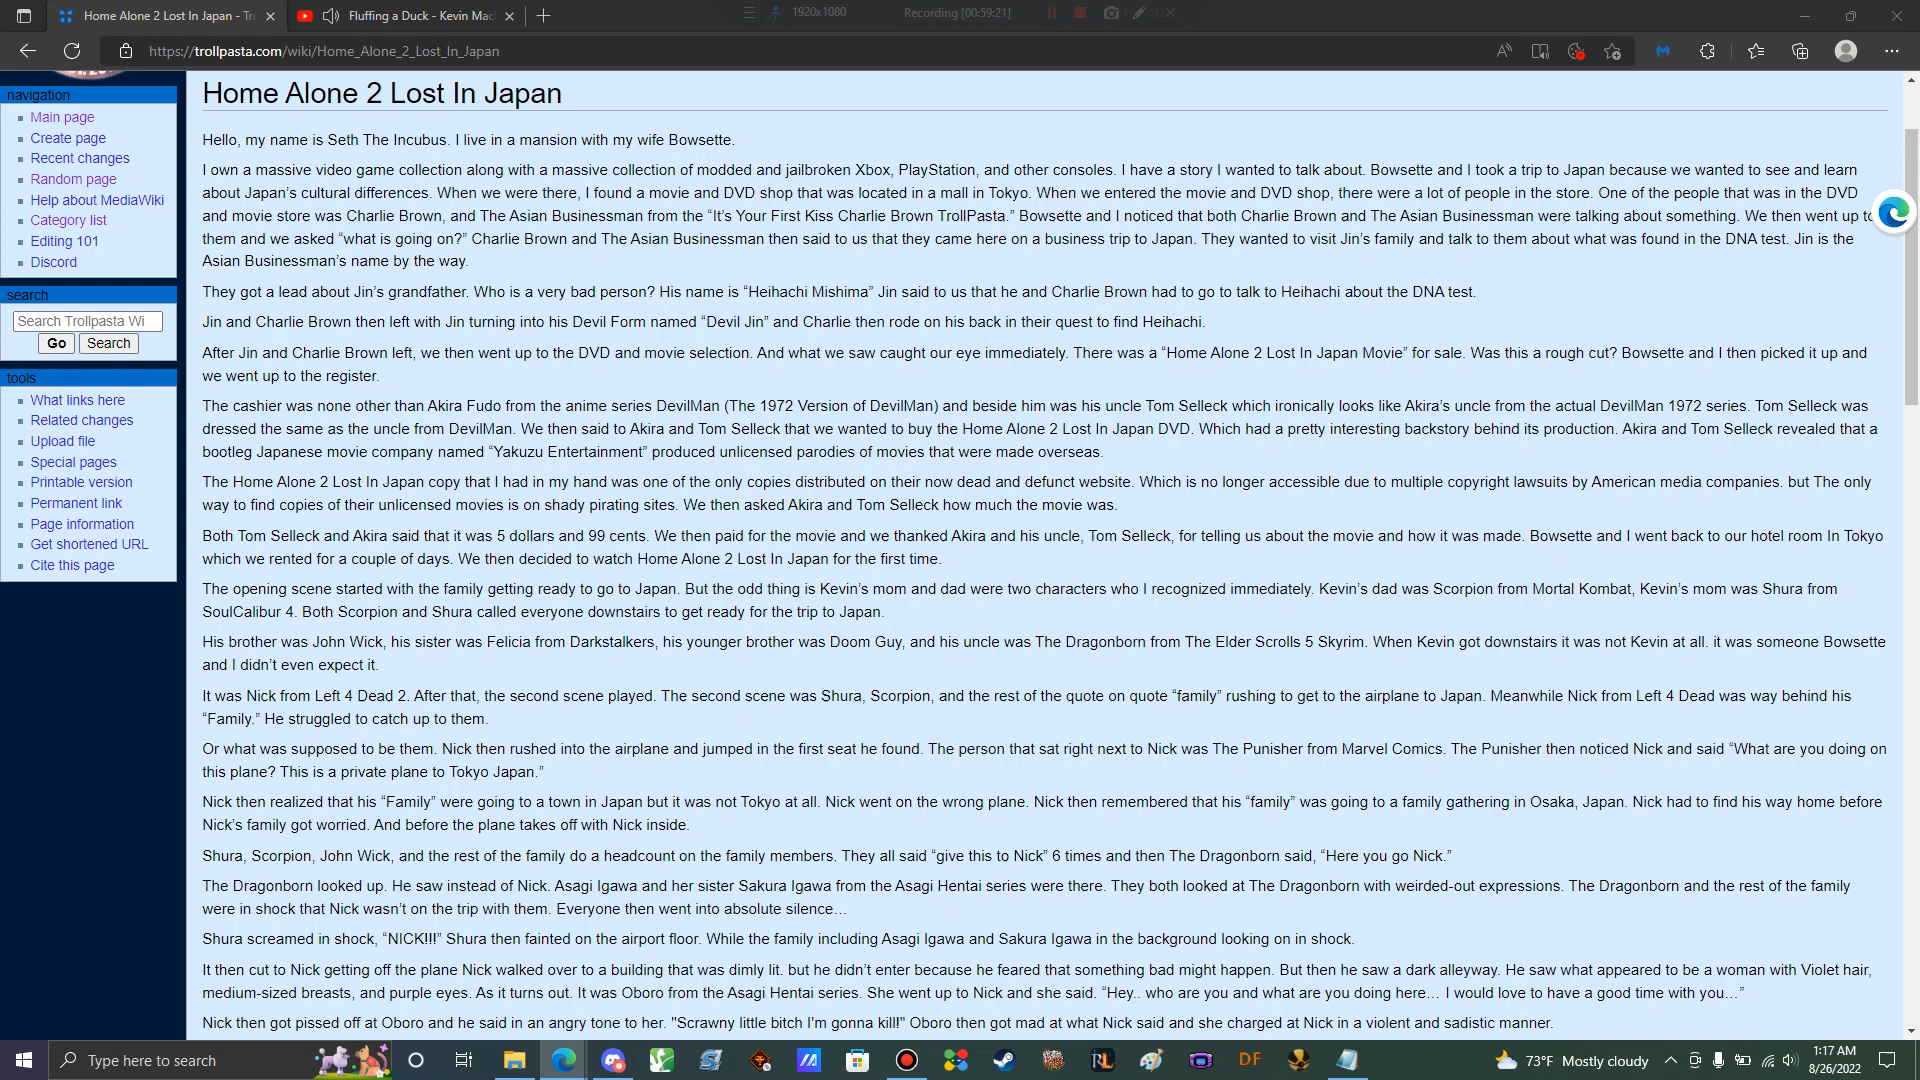 Home Alone 2 Lost In Japan - Tr
Fluffing a Duck - Kevin Mac
1920x1080
Recording [00:59:21]
https://trollpasta.com/wiki/Home_Alone_2_Lost_In_Japan
navigation
Main page
Create page
Recent changes
Random page
Help about MediaWiki
Category list
Editing 101
Discord
search
Search Trollpasta Wi
Go Search
tools
What links here
Related changes
Upload file
Special pages
Printable version
Permanent link
Page information
Get shortened URL
Cite this page
Home Alone 2 Lost In Japan
Hello, my name is Seth The Incubus. I live in a mansion with my wife Bowsette.
I own a massive video game collection along with a massive collection of modded and jailbroken Xbox, PlayStation, and other consoles. I have a story I wanted to talk about. Bowsette and I took a trip to Japan because we wanted to see and learn
about Japan’s cultural differences. When we were there, I found a movie and DVD shop that was located in a mall in Tokyo. When we entered the movie and DVD shop, there were a lot of people in the store. One of the people that was in the DVD
and movie store was Charlie Brown, and The Asian Businessman from the “It’s Your First Kiss Charlie Brown TrollPasta.” Bowsette and I noticed that both Charlie Brown and The Asian Businessman were talking about something. We then went up to
them and we asked “what is going on?” Charlie Brown and The Asian Businessman then said to us that they came here on a business trip to Japan. They wanted to visit Jin’s family and talk to them about what was found in the DNA test. Jin is the
Asian Businessman’s name by the way.
They got a lead about Jin’s grandfather. Who is a very bad person? His name is “Heihachi Mishima” Jin said to us that he and Charlie Brown had to go to talk to Heihachi about the DNA test.
Jin and Charlie Brown then left with Jin turning into his Devil Form named “Devil Jin” and Charlie then rode on his back in their quest to find Heihachi.
After Jin and Charlie Brown left, we then went up to the DVD and movie selection. And what we saw caught our eye immediately. There was a “Home Alone 2 Lost In Japan Movie” for sale. Was this a rough cut? Bowsette and I then picked it up and
we went up to the register.
The cashier was none other than Akira Fudo from the anime series DevilMan (The 1972 Version of DevilMan) and beside him was his uncle Tom Selleck which ironically looks like Akira’s uncle from the actual DevilMan 1972 series. Tom Selleck was
dressed the same as the uncle from DevilMan. We then said to Akira and Tom Selleck that we wanted to buy the Home Alone 2 Lost In Japan DVD. Which had a pretty interesting backstory behind its production. Akira and Tom Selleck revealed that a
bootleg Japanese movie company named “Yakuzu Entertainment” produced unlicensed parodies of movies that were made overseas.
The Home Alone 2 Lost In Japan copy that I had in my hand was one of the only copies distributed on their now dead and defunct website. Which is no longer accessible due to multiple copyright lawsuits by American media companies. but The only
way to find copies of their unlicensed movies is on shady pirating sites. We then asked Akira and Tom Selleck how much the movie was.
Both Tom Selleck and Akira said that it was 5 dollars and 99 cents. We then paid for the movie and we thanked Akira and his uncle, Tom Selleck, for telling us about the movie and how it was made. Bowsette and I went back to our hotel room In Tokyo
which we rented for a couple of days. We then decided to watch Home Alone 2 Lost In Japan for the first time.
The opening scene started with the family getting ready to go to Japan. But the odd thing is Kevin’s mom and dad were two characters who I recognized immediately. Kevin’s dad was Scorpion from Mortal Kombat, Kevin’s mom was Shura from
SoulCalibur 4. Both Scorpion and Shura called everyone downstairs to get ready for the trip to Japan.
His brother was John Wick, his sister was Felicia from Darkstalkers, his younger brother was Doom Guy, and his uncle was The Dragonborn from The Elder Scrolls 5 Skyrim. When Kevin got downstairs it was not Kevin at all. it was someone Bowsette
and I didn’t even expect it.
It was Nick from Left 4 Dead 2. After that, the second scene played. The second scene was Shura, Scorpion, and the rest of the quote on quote “family” rushing to get to the airplane to Japan. Meanwhile Nick from Left 4 Dead was way behind his
“Family.” He struggled to catch up to them.
Or what was supposed to be them. Nick then rushed into the airplane and jumped in the first seat he found. The person that sat right next to Nick was The Punisher from Marvel Comics. The Punisher then noticed Nick and said “What are you doing on
this plane? This is a private plane to Tokyo Japan.”
Nick then realized that his “Family” were going to a town in Japan but it was not Tokyo at all. Nick went on the wrong plane. Nick then remembered that his “family” was going to a family gathering in Osaka, Japan. Nick had to find his way home before
Nick’s family got worried. And before the plane takes off with Nick inside.
Shura, Scorpion, John Wick, and the rest of the family do a headcount on the family members. They all said “give this to Nick” 6 times and then The Dragonborn said, “Here you go Nick.”
The Dragonborn looked up. He saw instead of Nick. Asagi Igawa and her sister Sakura Igawa from the Asagi Hentai series were there. They both looked at The Dragonborn with weirded-out expressions. The Dragonborn and the rest of the family
were in shock that Nick wasn’t on the trip with them. Everyone then went into absolute silence…
Shura screamed in shock, “NICK!!!” Shura then fainted on the airport floor. While the family including Asagi Igawa and Sakura Igawa in the background looking on in shock.
It then cut to Nick getting off the plane Nick walked over to a building that was dimly lit. but he didn’t enter because he feared that something bad might happen. But then he saw a dark alleyway. He saw what appeared to be a woman with Violet hair,
medium-sized breasts, and purple eyes. As it turns out. It was Oboro from the Asagi Hentai series. She went up to Nick and she said. “Hey.. who are you and what are you doing here… I would love to have a good time with you…”
Nick then got pissed off at Oboro and he said in an angry tone to her. "Scrawny little bitch I'm gonna kill!" Oboro then got mad at what Nick said and she charged at Nick in a violent and sadistic manner.
Type here to search
DF
73°F Mostly cloudy
1:17 AM
8/26/2022